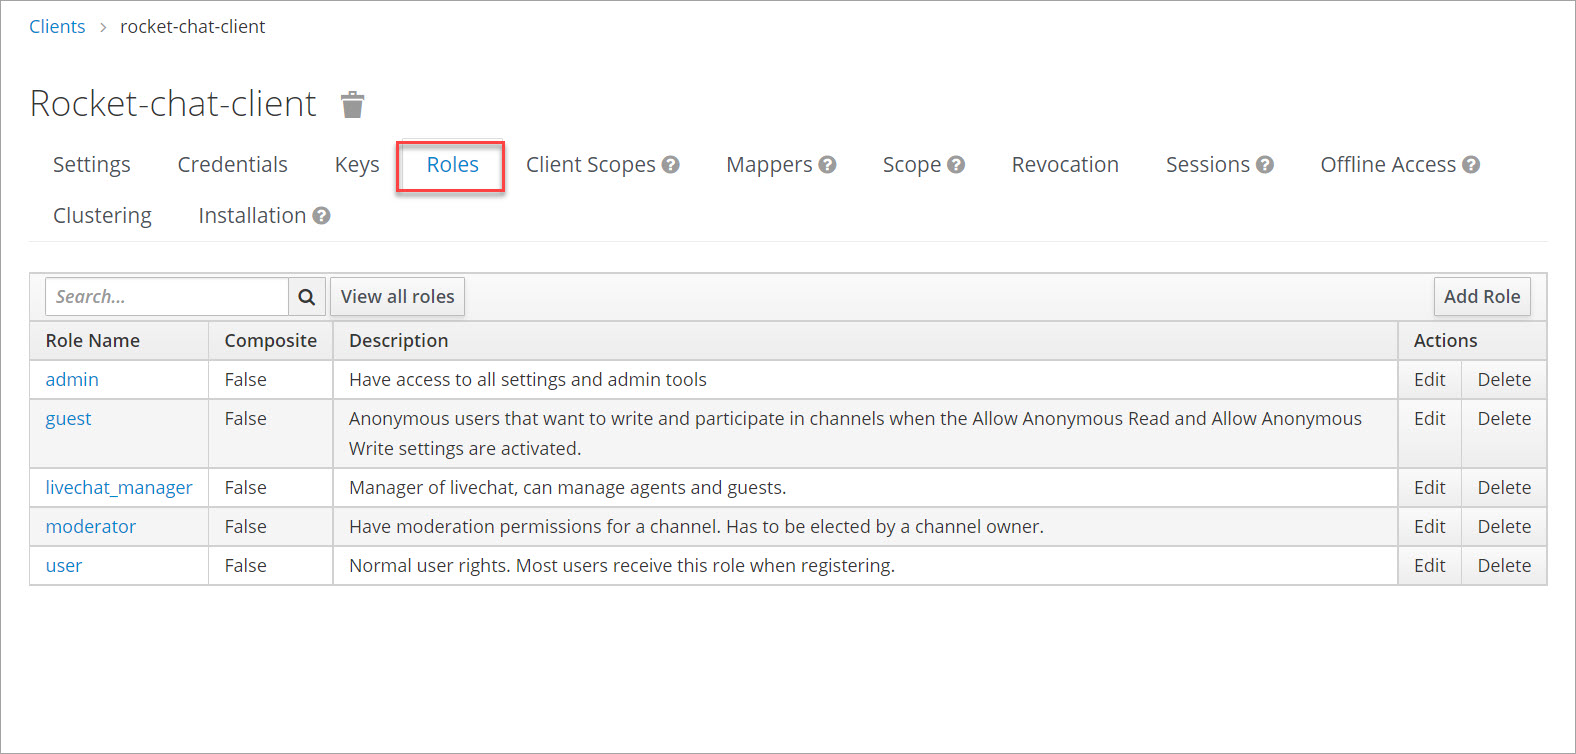 Clients › rocket-chat-client
Rocket-chat-client
Settings Credentials Keys Roles Client Scopes ? Mappers ? Scope ? Revocation Sessions ? Offline Access ?
Clustering Installation ?
Search... View all roles Add Role
Role Name Composite Description Actions
admin False Have access to all settings and admin tools Edit Delete
guest False Anonymous users that want to write and participate in channels when the Allow Anonymous Read and Allow Anonymous Edit Delete
Write settings are activated.
livechat_manager False Manager of livechat, can manage agents and guests. Edit Delete
moderator False Have moderation permissions for a channel. Has to be elected by a channel owner. Edit Delete
user False Normal user rights. Most users receive this role when registering. Edit Delete